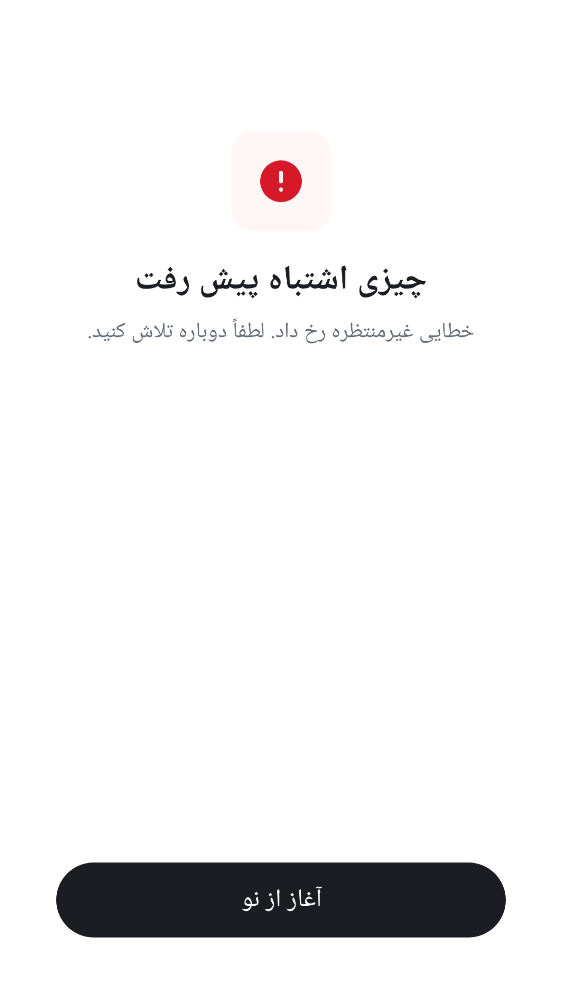 چیزی اشتباه پیش رفت
خطایی غیرمنتظره رخ داد. لطفاً دوباره تلاش کنید.
آغاز از نو